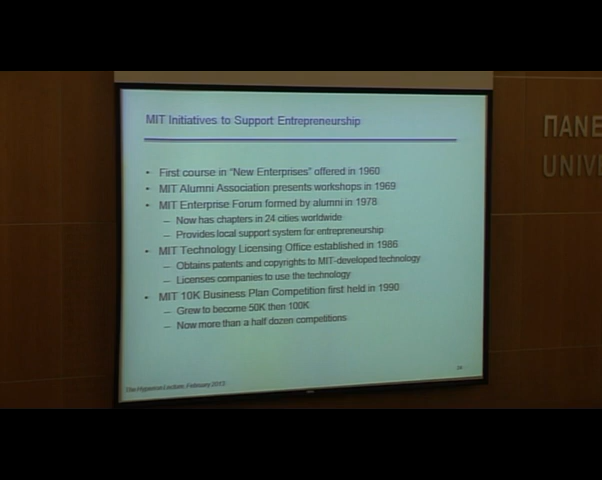 MIT Initiatives to Support Entrepreneurship
ΠΑΝΕ
UNIV
• First course in "New Enterprises" offered in 1960
• MIT Alumni Association presents workshops in 1969
• MIT Enterprise Forum formed by alumni in 1978
– Now has chapters in 24 cities worldwide
– Provides local support system for entrepreneurship
• MIT Technology Licensing Office established in 1986
– Obtains patents and copyrights to MIT-developed technology
– Licenses companies to use the technology
• MIT 10K Business Plan Competition first held in 1990
– Grew to become 50K then 100K
– Now more than a half dozen competitions
The Hyperion Lecture, February